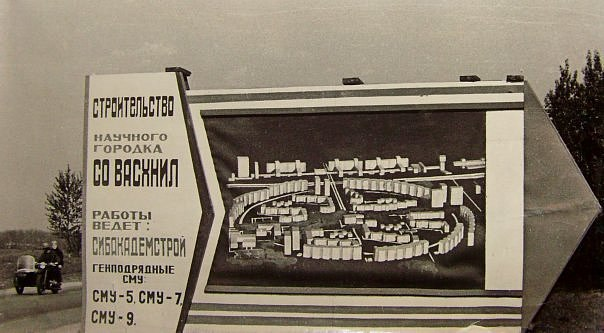 СТРОИТЕЛЬСТВО
НАУЧНОГО
ГОРОДКА
СО ВАСХНИЛ
РАБОТЫ
ВЕДЕТ:
СИБАКАДЕМСТРОЙ
ГЕНПОДРЯДНЫЕ
СМУ:
СМУ-5, СМУ-7,
СМУ-9.